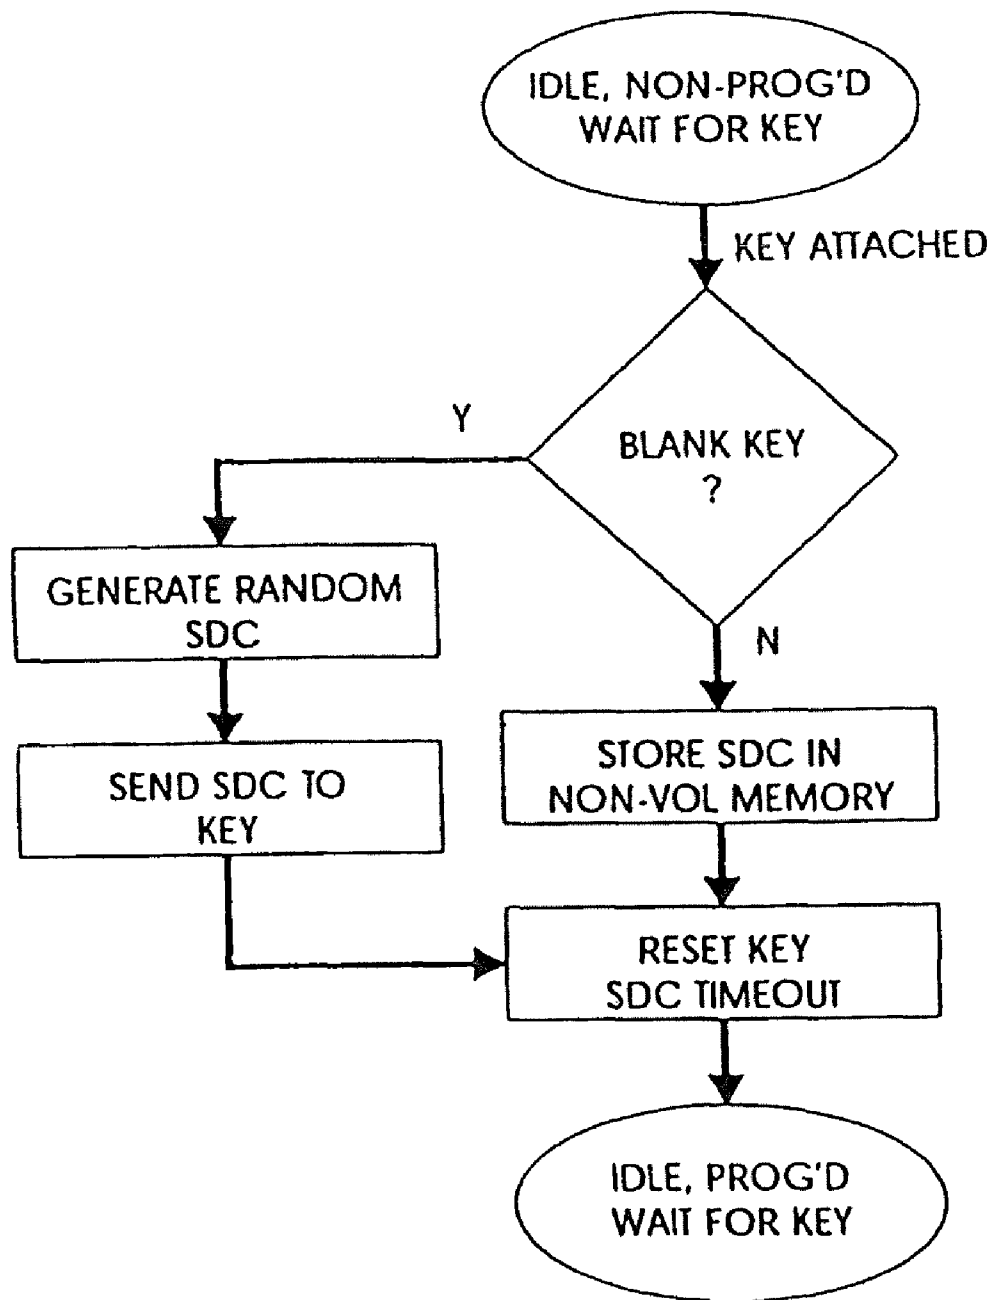 IDLE, NON-PROG'D
WAIT FOR KEY
KEY ATTACHED
Y
BLANK KEY
?
GENERATE RANDOM
SDC
N
SEND SDC TO
KEY
STORE SDC IN
NON-VOL MEMORY
RESET KEY
SDC TIMEOUT
IDLE, PROG'D
WAIT FOR KEY